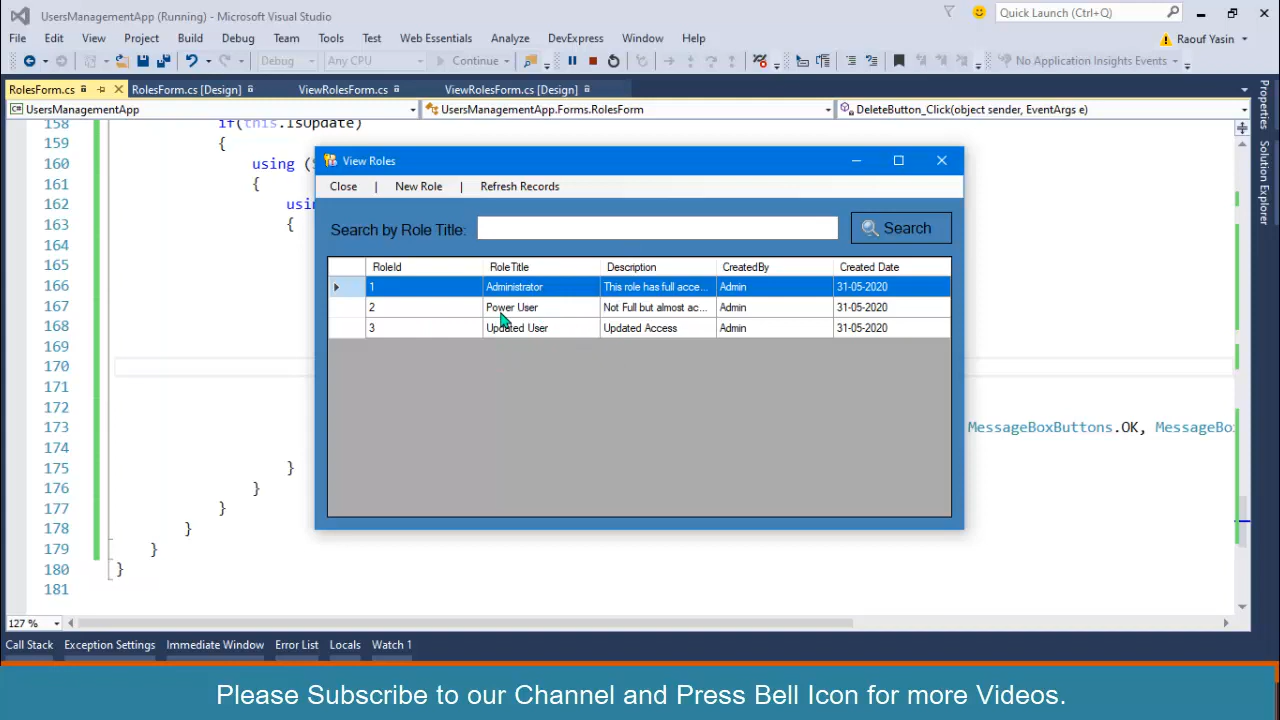 UsersManagementApp (Running) - Microsoft Visual Studio
Quick Launch (Ctrl+Q)
File Edit View Project Build Debug Team Tools Test Web Essentials Analyze DevExpress Window Help
Raouf Yasin
Debug Any CPU Continue No Application Insights Events
RolesForm.cs RolesForm.cs [Design] ViewRolesForm.cs ViewRolesForm.cs [Design]
UsersManagementApp UsersManagementApp.Forms.RolesForm DeleteButton_Click(object sender, EventArgs e)
Properties
Solution Explorer
158 if(this.IsUpdate)
159 {
160 using (
161 {
162
163 {
164
165
166
167
168
169
170
171
172
173 MessageBoxButtons.OK,
174
175 }
176 }
177 }
178 }
179 }
180 }
181
View Roles
Close | New Role | Refresh Records
Search by Role Title: Search
RoleId RoleTitle Description CreatedBy Created Date
1 Administrator This role has full acce... Admin 31-05-2020
2 Power User Not Full but almost ac... Admin 31-05-2020
3 Updated User Updated Access Admin 31-05-2020
127 %
Call Stack Exception Settings Immediate Window Error List Locals Watch 1
Please Subscribe to our Channel and Press Bell Icon for more Videos.